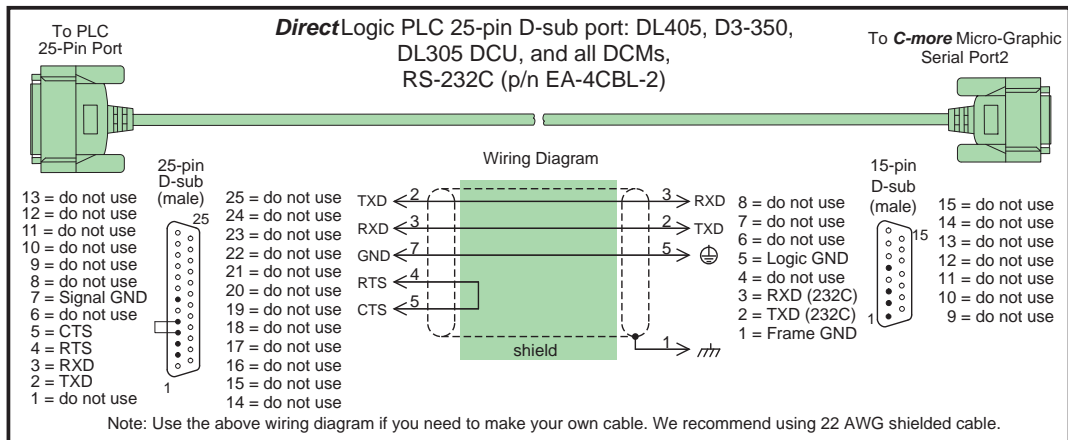 To PLC
25-Pin Port
DirectLogic PLC 25-pin D-sub port: DL405, D3-350,
DL305 DCU, and all DCMs,
RS-232C (p/n EA-4CBL-2)
To C-more Micro-Graphic
Serial Port2
25-pin
D-sub
(male)
13 = do not use
12 = do not use
11 = do not use
10 = do not use
9 = do not use
8 = do not use
7 = Signal GND
6 = do not use
5 = CTS
4 = RTS
3 = RXD
2 = TXD
1 = do not use
25
1
25 = do not use
24 = do not use
23 = do not use
22 = do not use
21 = do not use
20 = do not use
19 = do not use
18 = do not use
17 = do not use
16 = do not use
15 = do not use
14 = do not use
Wiring Diagram
TXD 2 3 RXD
RXD 3 2 TXD
GND 7 5
RTS 4
CTS 5
shield
1
8 = do not use
7 = do not use
6 = do not use
5 = Logic GND
4 = do not use
3 = RXD (232C)
2 = TXD (232C)
1 = Frame GND
15-pin
D-sub
(male)
15
1
15 = do not use
14 = do not use
13 = do not use
12 = do not use
11 = do not use
10 = do not use
9 = do not use
Note: Use the above wiring diagram if you need to make your own cable. We recommend using 22 AWG shielded cable.